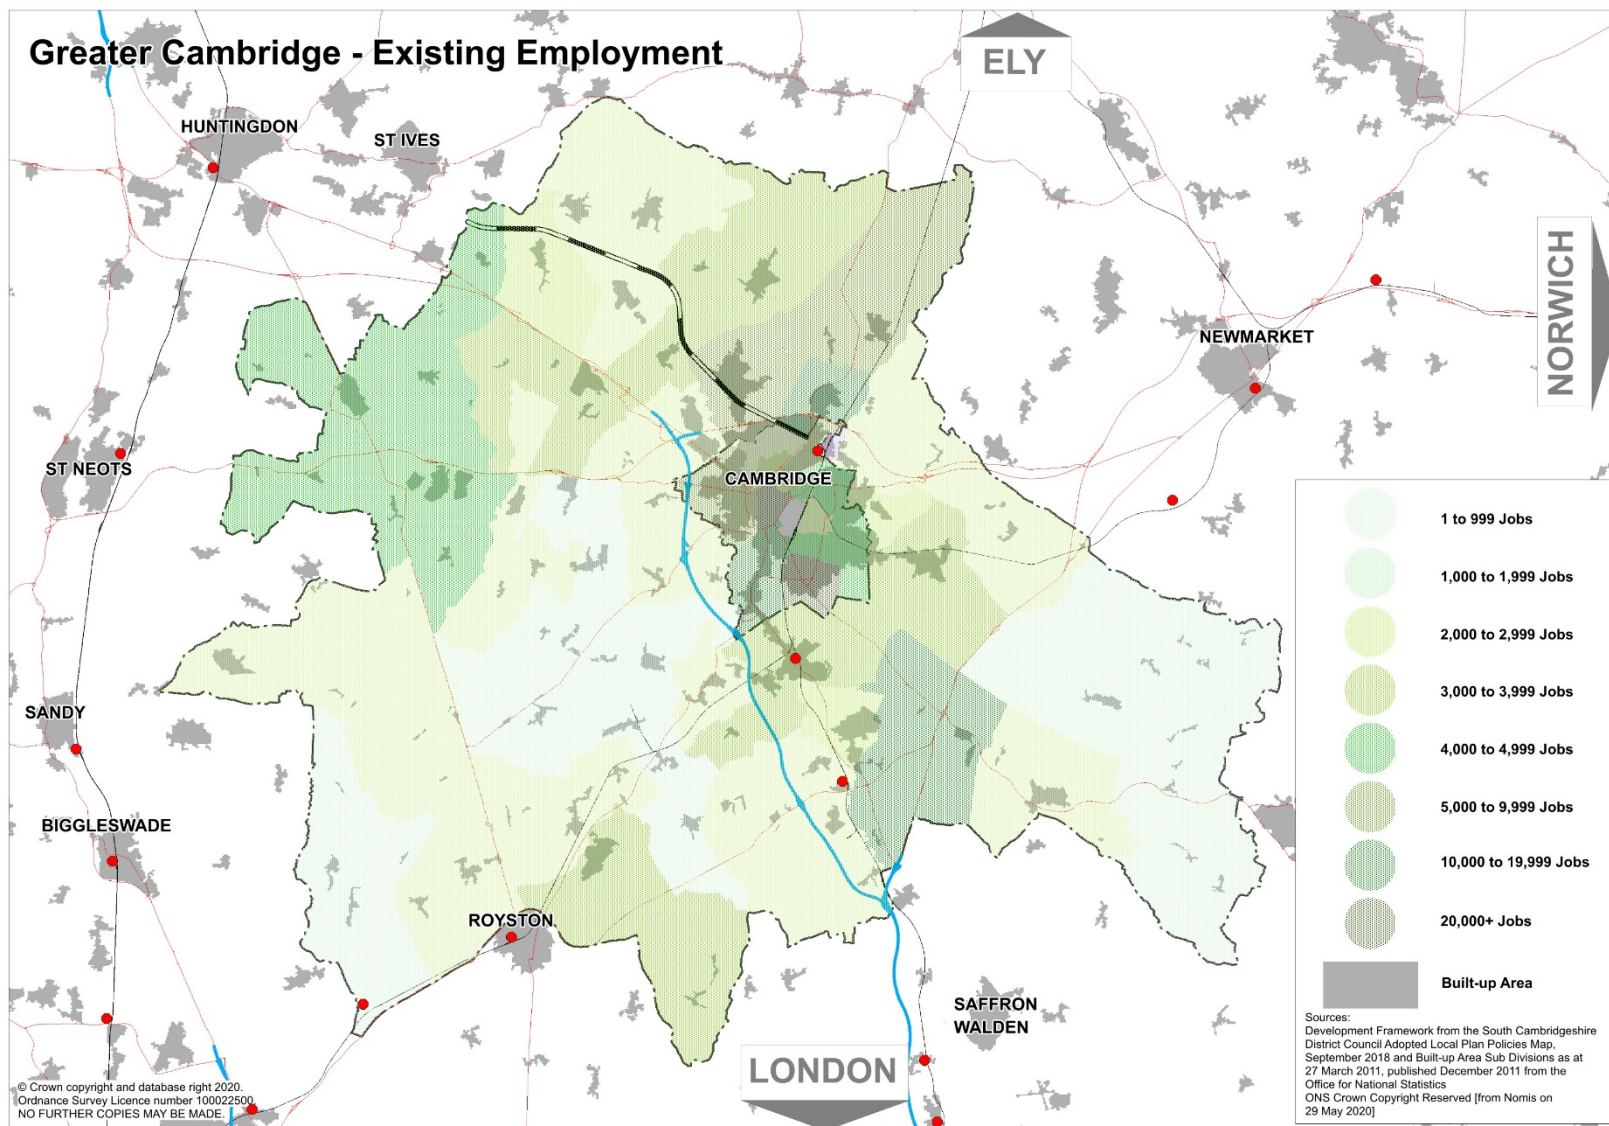 Greater Cambridge - Existing Employment
ELY
HUNTINGDON
ST IVES
NORWICH
NEWMARKET
ST NEOTS
CAMBRIDGE
SANDY
BIGGLESWADE
ROYSTON
SAFFRON
WALDEN
LONDON
1 to 999 Jobs
1,000 to 1,999 Jobs
2,000 to 2,999 Jobs
3,000 to 3,999 Jobs
4,000 to 4,999 Jobs
5,000 to 9,999 Jobs
10,000 to 19,999 Jobs
20,000+ Jobs
Built-up Area
Sources:
Development Framework from the South Cambridgeshire
District Council Adopted Local Plan Policies Map,
September 2018 and Built-up Area Sub Divisions as at
27 March 2011, published December 2011 from the
Office for National Statistics
ONS Crown Copyright Reserved [from Nomis on
29 May 2020]
© Crown copyright and database right 2020.
Ordnance Survey Licence number 100022500
NO FURTHER COPIES MAY BE MADE.